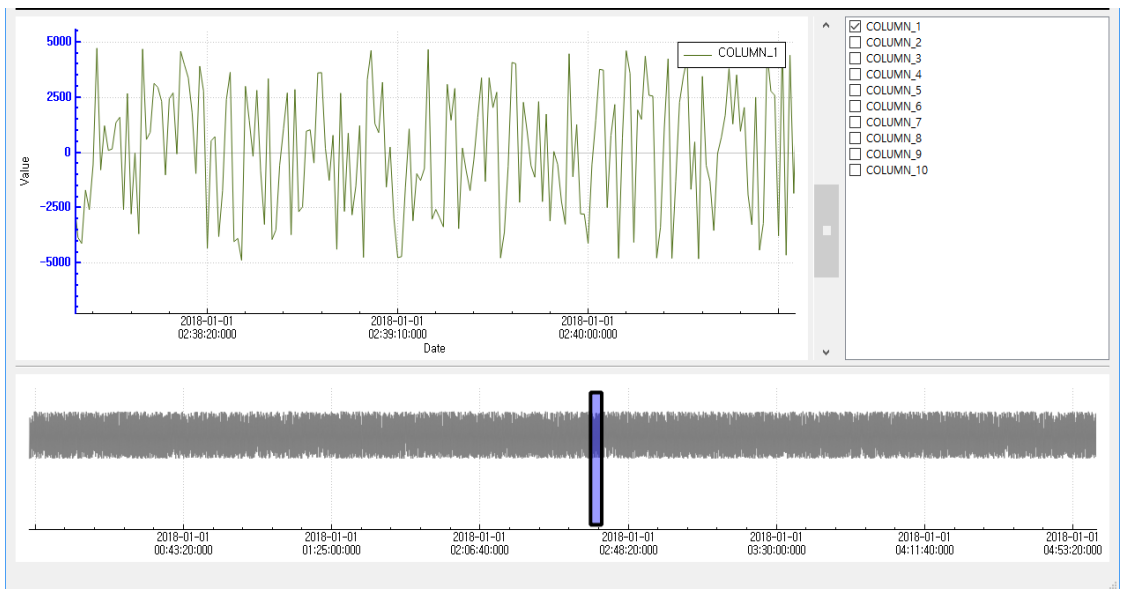 5000
2500
0
-2500
-5000
Value
COLUMN_1
2018-01-01
02:38:20:000
2018-01-01
02:39:10:000
2018-01-01
02:40:00:000
Date
COLUMN_1
COLUMN_2
COLUMN_3
COLUMN_4
COLUMN_5
COLUMN_6
COLUMN_7
COLUMN_8
COLUMN_9
COLUMN_10
2018-01-01
00:43:20:000
2018-01-01
01:25:00:000
2018-01-01
02:06:40:000
2018-01-01
02:48:20:000
2018-01-01
03:30:00:000
2018-01-01
04:11:40:000
2018-01-01
04:53:20:000